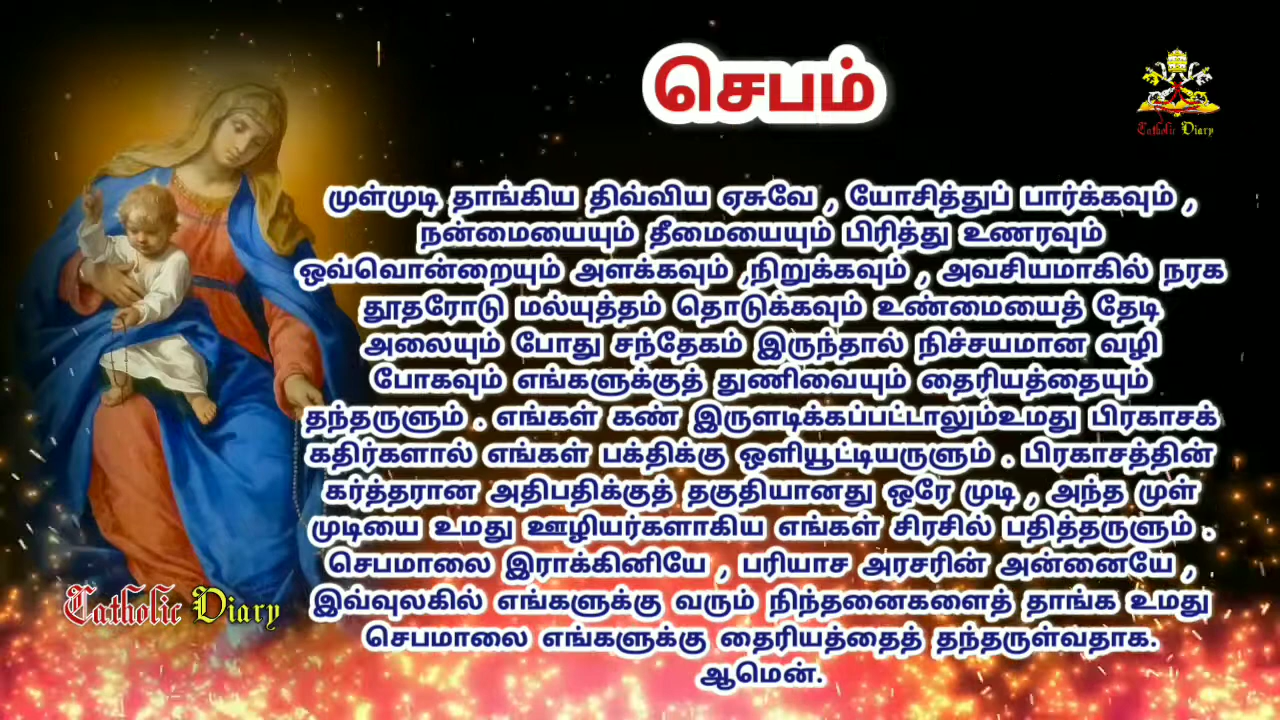 செபம்
Catholic Diary
முள்முடி தாங்கிய திவ்விய ஏசுவே , யோசித்துப் பார்க்கவும் ,
நன்மையையும் தீமையையும் பிரித்து உணரவும்
ஒவ்வொன்றையும் அளக்கவும் ,நிறுக்கவும் , அவசியமாகில் நரக
தூதரோடு மல்யுத்தம் தொடுக்கவும் உண்மையைத் தேடி
அலையும் போது சந்தேகம் இருந்தால் நிச்சயமான வழி
போகவும் எங்களுக்குத் துணிவையும் தைரியத்தையும்
தந்தருளும் . எங்கள் கண் இருளடிக்கப்பட்டாலும்உமது பிரகாசக்
கதிர்களால் எங்கள் பக்திக்கு ஒளியூட்டியருளும் . பிரகாசத்தின்
கர்த்தரான அதிபதிக்குத் தகுதியானது ஒரே முடி , அந்த முள்
முடியை உமது ஊழியர்களாகிய எங்கள் சிரசில் பதித்தருளும் .
செபமாலை இராக்கினியே , பரியாச அரசரின் அன்னையே ,
இவ்வுலகில் எங்களுக்கு வரும் நிந்தனைகளைத் தாங்க உமது
செபமாலை எங்களுக்கு தைரியத்தைத் தந்தருள்வதாக.
ஆமென்.
Catholic Diary